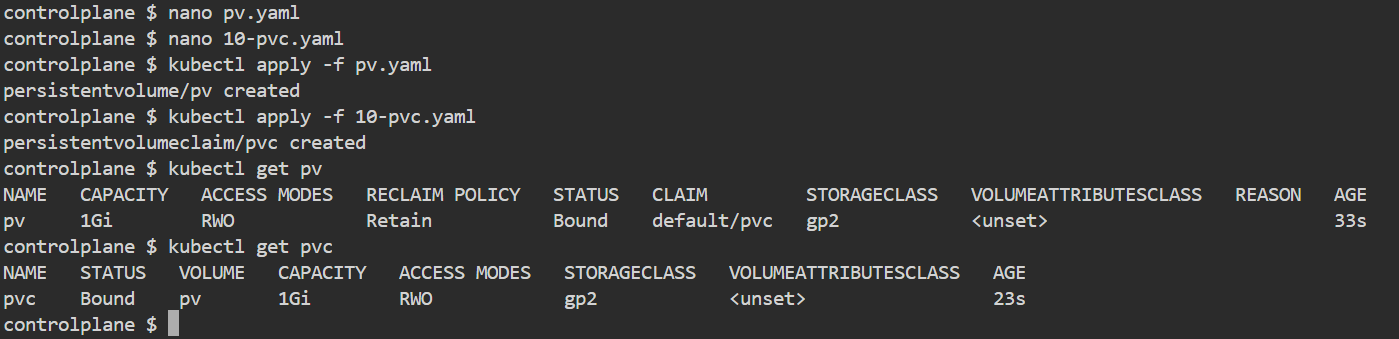 controlplane $ nano pv.yaml
controlplane $ nano 10-pvc.yaml
controlplane $ kubectl apply -f pv.yaml
persistentvolume/pv created
controlplane $ kubectl apply -f 10-pvc.yaml
persistentvolumeclaim/pvc created
controlplane $ kubectl get pv
NAME   CAPACITY   ACCESS MODES   RECLAIM POLICY   STATUS   CLAIM         STORAGECLASS   VOLUMEATTRIBUTESCLASS   REASON   AGE
pv     1Gi        RWO            Retain           Bound    default/pvc   gp2            <unset>                          33s
controlplane $ kubectl get pvc
NAME   STATUS   VOLUME   CAPACITY   ACCESS MODES   STORAGECLASS   VOLUMEATTRIBUTESCLASS   AGE
pvc    Bound    pv       1Gi        RWO            gp2            <unset>                 23s
controlplane $